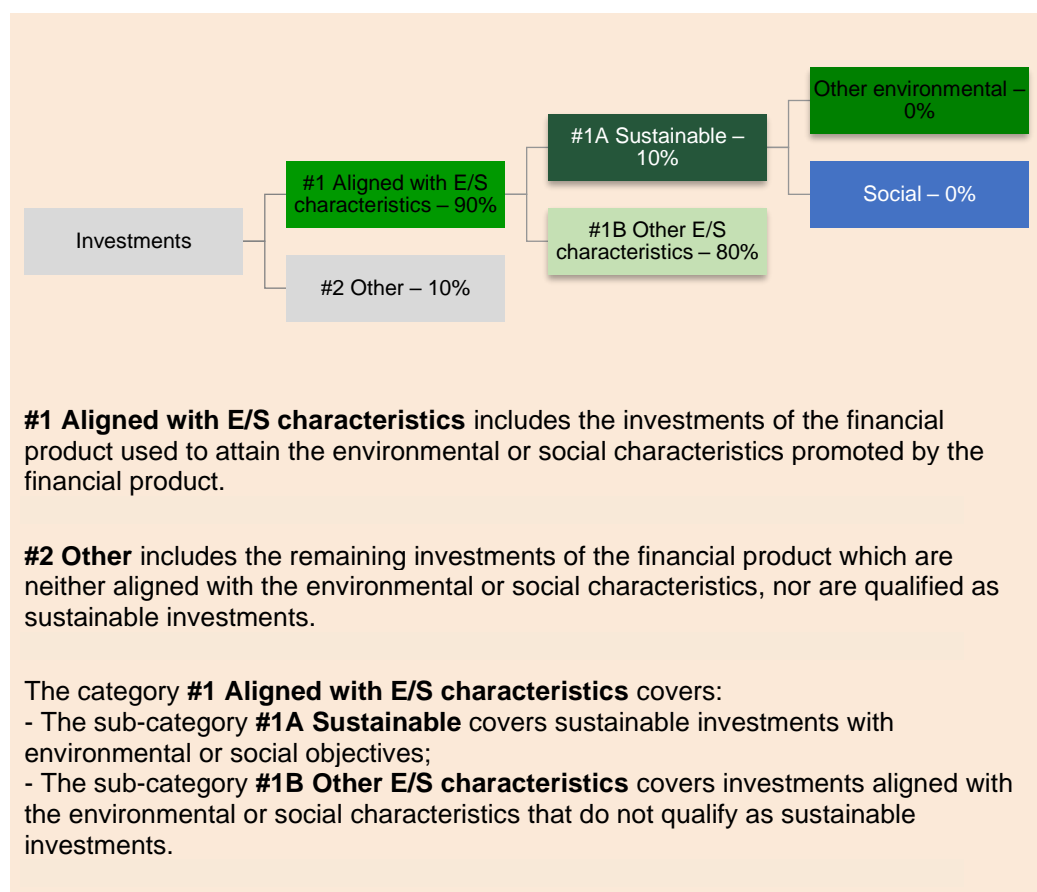 Other environmental –
0%
#1A Sustainable –
10%
#1 Aligned with E/S
characteristics – 90%
Social – 0%
Investments
#1B Other E/S
characteristics – 80%
#2 Other – 10%
#1 Aligned with E/S characteristics includes the investments of the financial
product used to attain the environmental or social characteristics promoted by the
financial product.
#2 Other includes the remaining investments of the financial product which are
neither aligned with the environmental or social characteristics, nor are qualified as
sustainable investments.
The category #1 Aligned with E/S characteristics covers:
- The sub-category #1A Sustainable covers sustainable investments with
environmental or social objectives;
- The sub-category #1B Other E/S characteristics covers investments aligned with
the environmental or social characteristics that do not qualify as sustainable
investments.